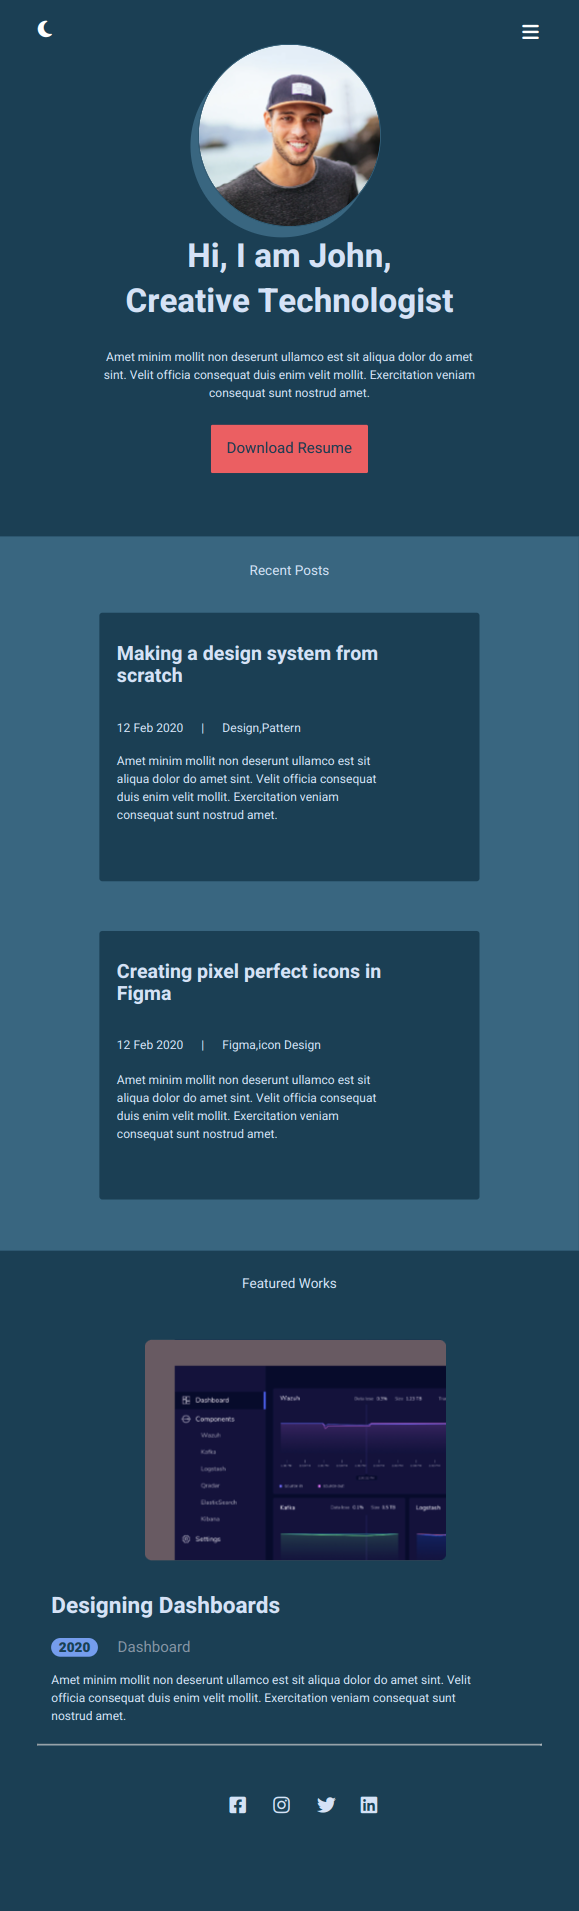 Hi, I am John,
Creative Technologist
Amet minim mollit non deserunt ullamco est sit aliqua dolor do amet
sint. Velit officia consequat duis enim velit mollit. Exercitation veniam
consequat sunt nostrud amet.
Download Resume
Recent Posts
Making a design system from
scratch
12 Feb 2020 | Design,Pattern
Amet minim mollit non deserunt ullamco est sit
aliqua dolor do amet sint. Velit officia consequat
duis enim velit mollit. Exercitation veniam
consequat sunt nostrud amet.
Creating pixel perfect icons in
Figma
12 Feb 2020 | Figma,icon Design
Amet minim mollit non deserunt ullamco est sit
aliqua dolor do amet sint. Velit officia consequat
duis enim velit mollit. Exercitation veniam
consequat sunt nostrud amet.
Featured Works
Dashboard
Components
Wazuh
Kafka
Logstash
Qradar
ElasticSearch
Kibana
Settings
Wazuh
Kafka
Logstash
Designing Dashboards
2020 Dashboard
Amet minim mollit non deserunt ullamco est sit aliqua dolor do amet sint. Velit
officia consequat duis enim velit mollit. Exercitation veniam consequat sunt
nostrud amet.